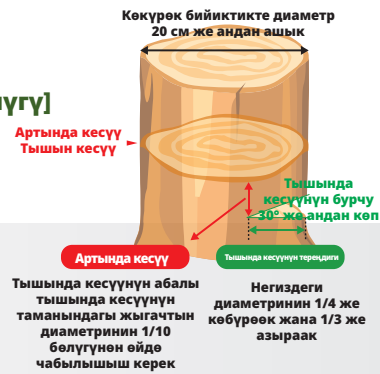 Көкүрөк бийиктикте диаметр
20 см же андан ашык
үгү]
Артында кесүү
Тышын кесүү
Тышында
кесүүнүн бурчу
30° же андан көп
Артында кесүү
Тышында кесүүнүн тереңдиги
Тышында кесүүнүн абалы
тышында кесүүнүн
таманындагы жыгачтын
диаметринин 1/10
бөлүгүнөн өйдө
чабылышыш керек
Негиздеги
диаметринин 1/4 же
көбүрөөк жана 1/3 же
азыраак